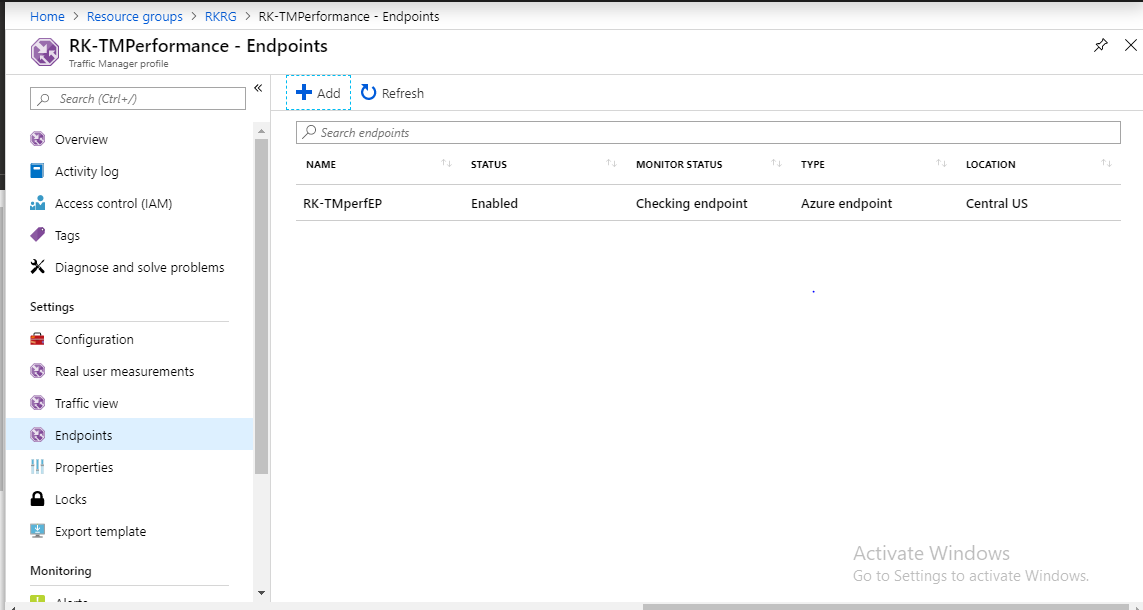 Home > Resource groups > RKRG > RK-TMPerformance - Endpoints
RK-TMPerformance - Endpoints
Traffic Manager profile
Search (Ctrl+/)
«
Overview
Activity log
Access control (IAM)
Tags
Diagnose and solve problems
Settings
Configuration
Real user measurements
Traffic view
Endpoints
Properties
Locks
Export template
Monitoring
Alerts
Add Refresh
Search endpoints
NAME STATUS MONITOR STATUS TYPE LOCATION
RK-TMperfEP Enabled Checking endpoint Azure endpoint Central US
Activate Windows
Go to Settings to activate Windows.